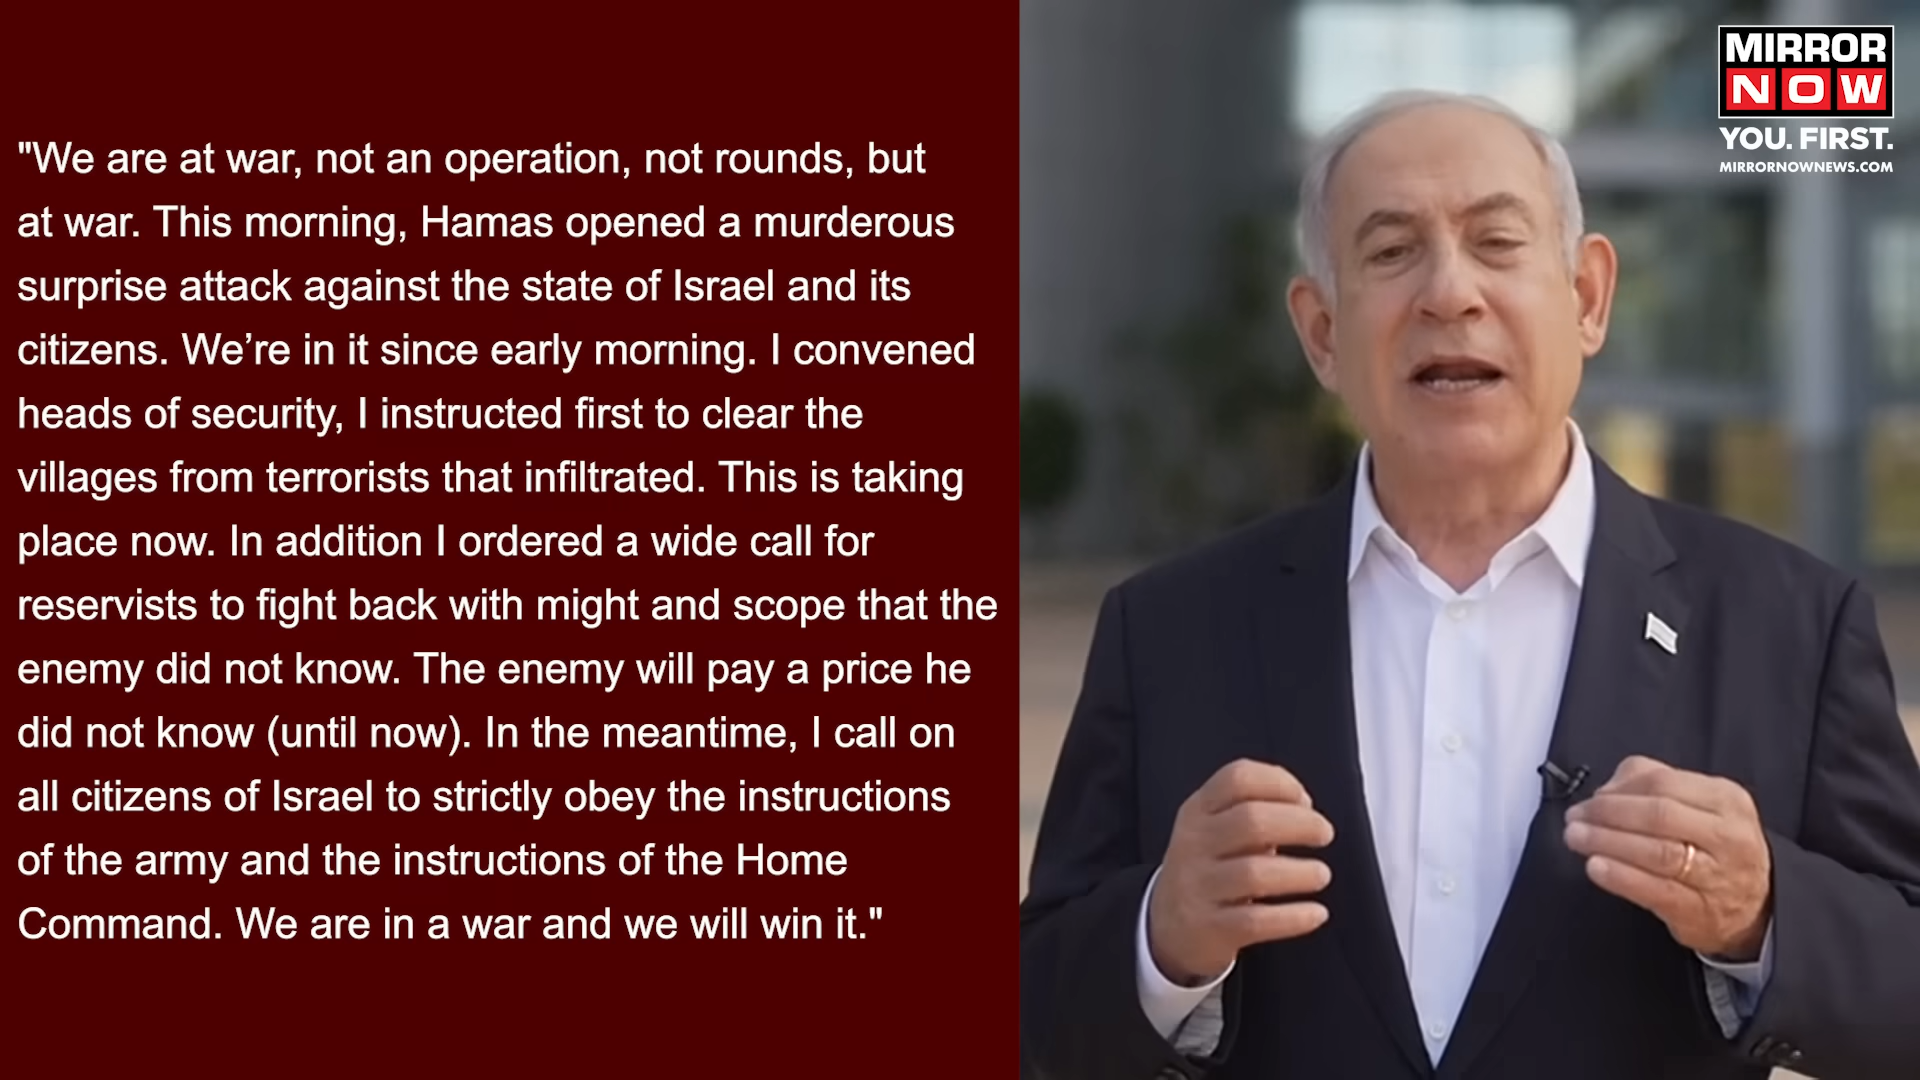 "We are at war, not an operation, not rounds, but
at war. This morning, Hamas opened a murderous
surprise attack against the state of Israel and its
citizens. We’re in it since early morning. I convened
heads of security, I instructed first to clear the
villages from terrorists that infiltrated. This is taking
place now. In addition I ordered a wide call for
reservists to fight back with might and scope that the
enemy did not know. The enemy will pay a price he
did not know (until now). In the meantime, I call on
all citizens of Israel to strictly obey the instructions
of the army and the instructions of the Home
Command. We are in a war and we will win it."
MIRROR
NOW
YOU. FIRST.
MIRRORNOWNEWS.COM